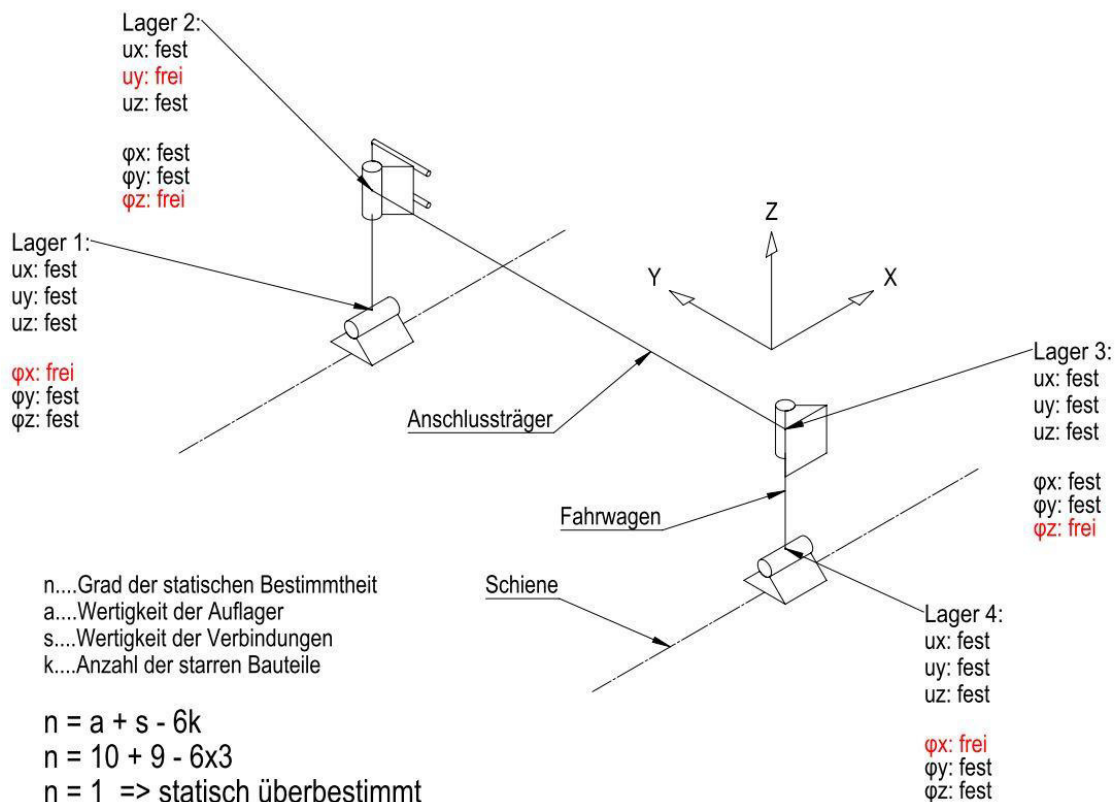 Lager 2:
ux: fest
uy: frei
uz: fest
φx: fest
φy: fest
φz: frei
Lager 1:
ux: fest
uy: fest
uz: fest
φx: frei
φy: fest
φz: fest
Z
Y
X
Anschlussträger
Lager 3:
ux: fest
uy: fest
uz: fest
φx: fest
φy: fest
φz: frei
Fahrwagen
Schiene
Lager 4:
ux: fest
uy: fest
uz: fest
φx: frei
φy: fest
φz: fest
n....Grad der statischen Bestimmtheit
a....Wertigkeit der Auflager
s....Wertigkeit der Verbindungen
k....Anzahl der starren Bauteile
n = a + s - 6k
n = 10 + 9 - 6x3
n = 1 => statisch überbestimmt